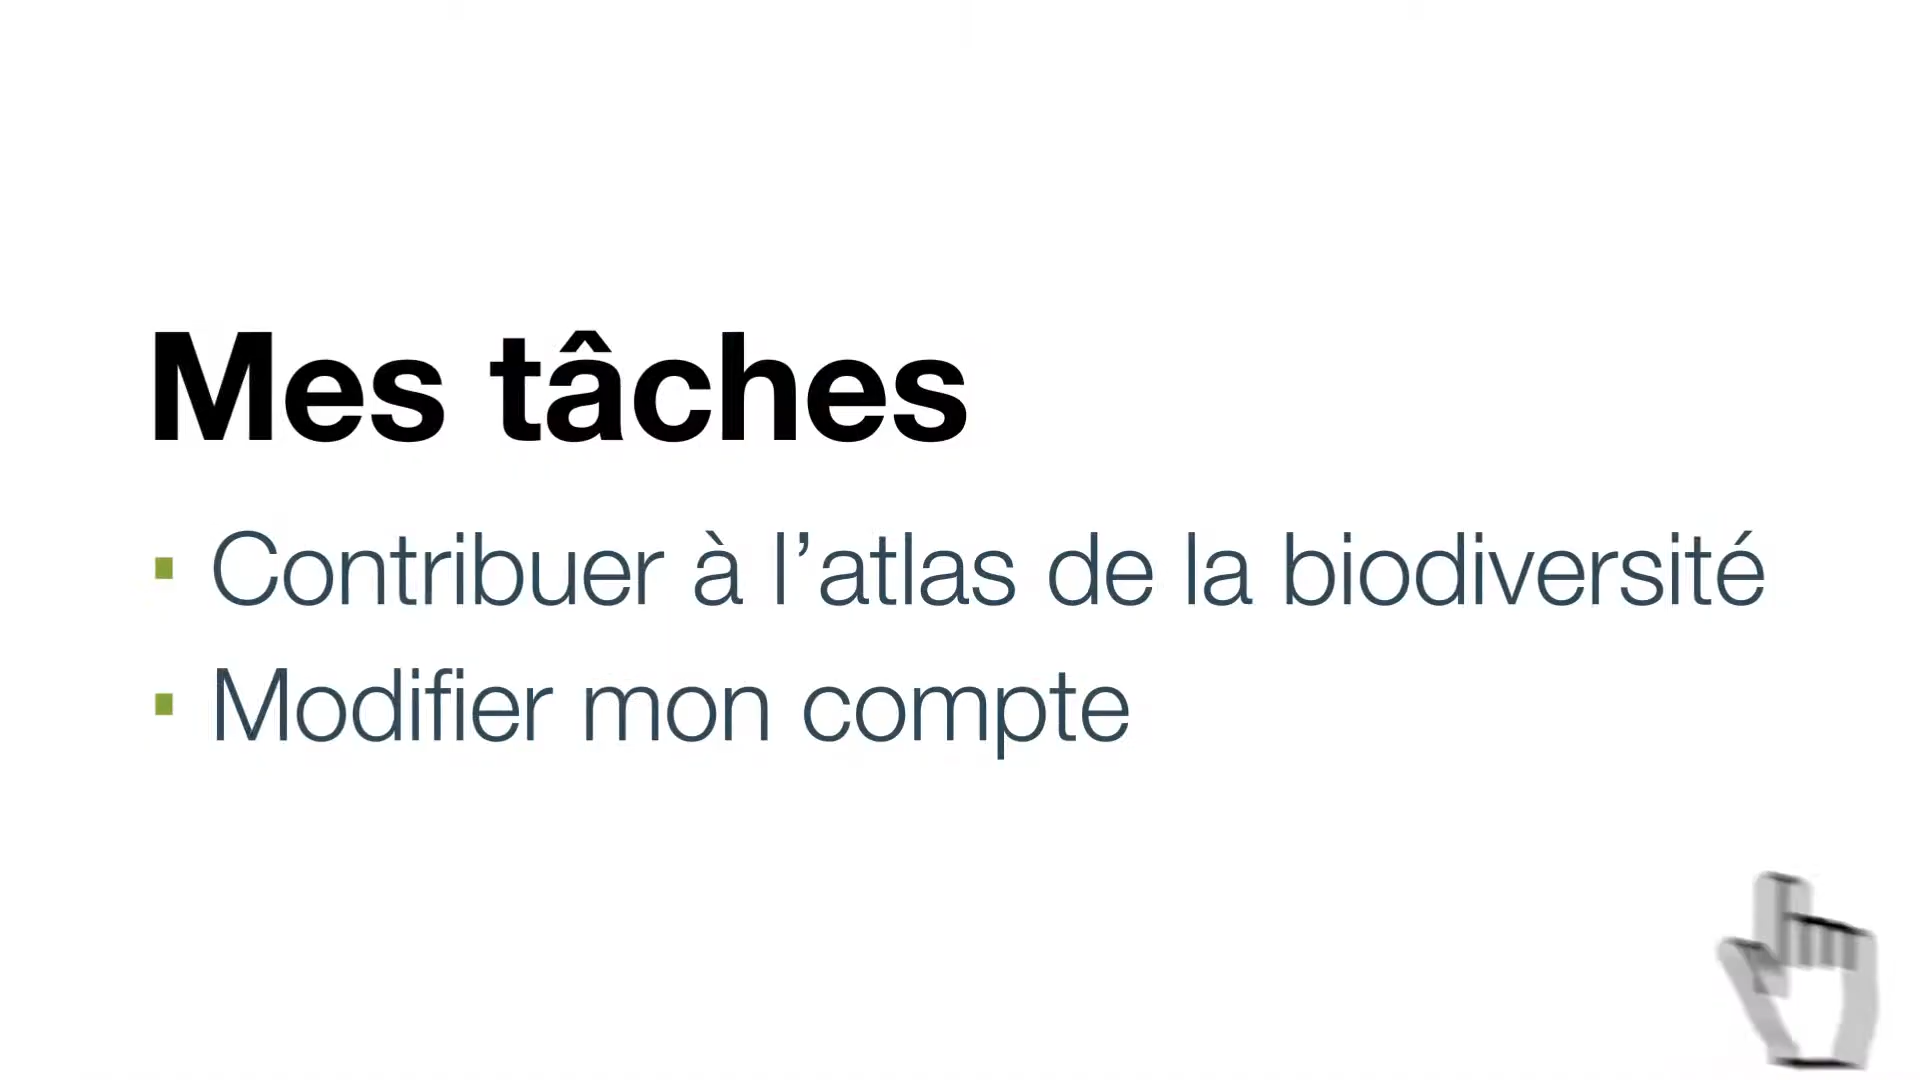 Mes tâches
▪ Contribuer à l’atlas de la biodiversité
▪ Modifier mon compte